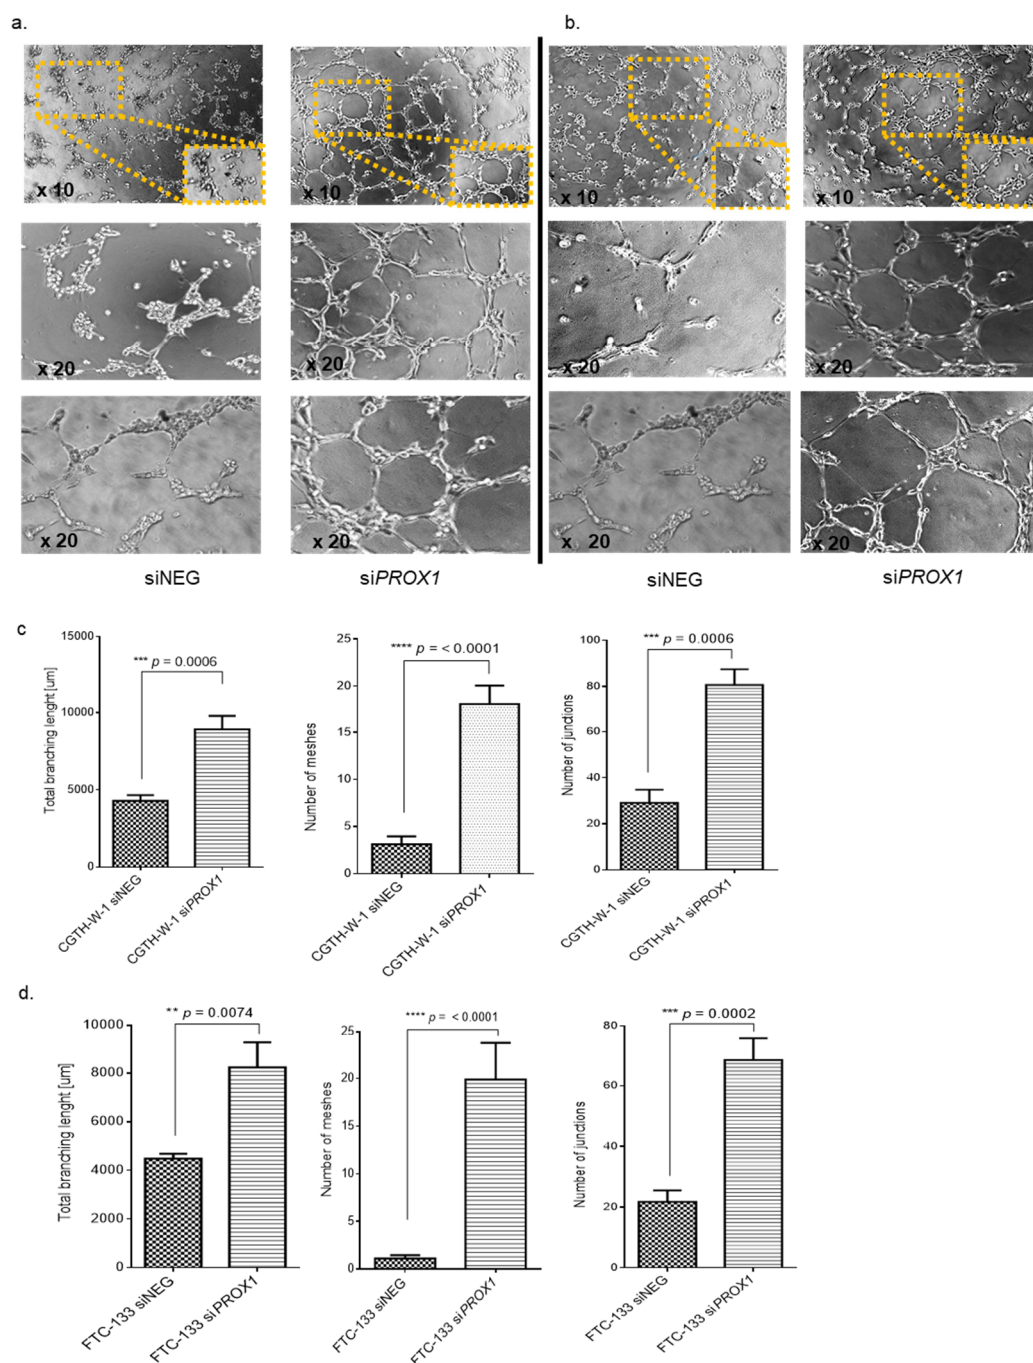 a.
b.
x 10
x 10
x 10
x 10
x 20
x 20
x 20
x 20
x 20
x 20
x 20
x 20
siNEG
siPROX1
siNEG
siPROX1
c
Total branching lenght [um]
15000
10000
5000
0
*** p = 0.0006
CGTH-W-1 siNEG
CGTH-W-1 siPROX1
Number of meshes
25
20
15
10
5
0
**** p = < 0.0001
CGTH-W-1 siNEG
CGTH-W-1 siPROX1
Number of junctions
100
80
60
40
20
0
*** p = 0.0006
CGTH-W-1 siNEG
CGTH-W-1 siPROX1
d.
Total branching lenght [um]
10000
8000
6000
4000
2000
0
** p = 0.0074
FTC-133 siNEG
FTC-133 siPROX1
Number of meshes
25
20
15
10
5
0
**** p = < 0.0001
FTC-133 siNEG
FTC-133 siPROX1
Number of junctions
80
60
40
20
0
*** p = 0.0002
FTC-133 siNEG
FTC-133 siPROX1